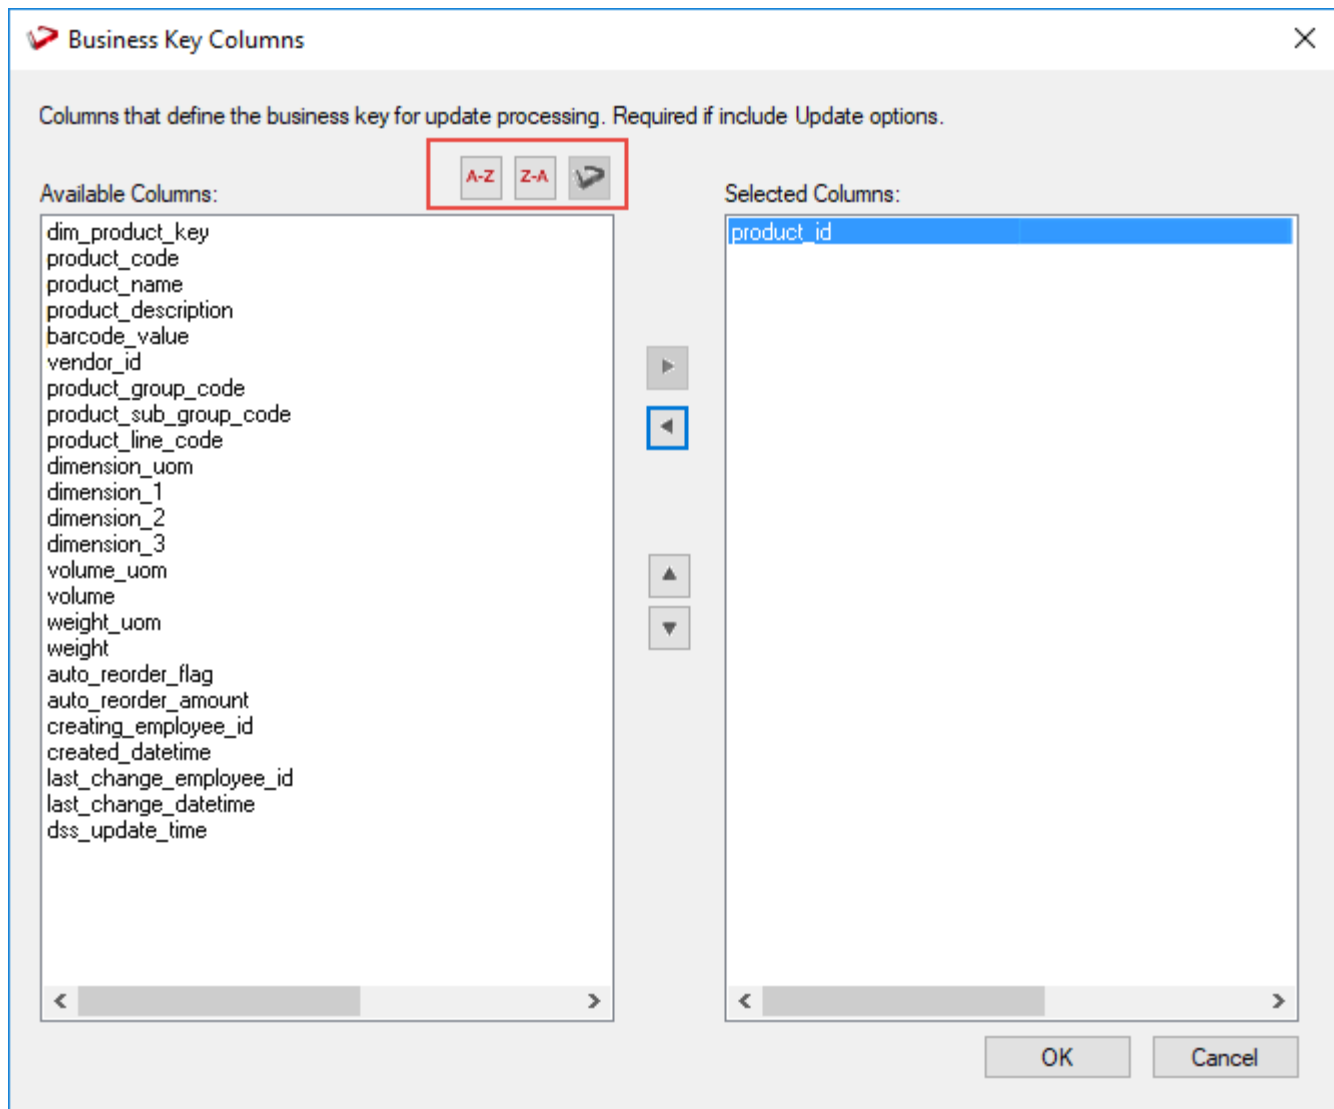 Business Key Columns
Columns that define the business key for update processing. Required if include Update options.
A-Z Z-A
Available Columns:
dim_product_key
product_code
product_name
product_description
barcode_value
vendor_id
product_group_code
product_sub_group_code
product_line_code
dimension_uom
dimension_1
dimension_2
dimension_3
volume_uom
volume
weight_uom
weight
auto_reorder_flag
auto_reorder_amount
creating_employee_id
created_datetime
last_change_employee_id
last_change_datetime
dss_update_time
Selected Columns:
product_id
OK Cancel